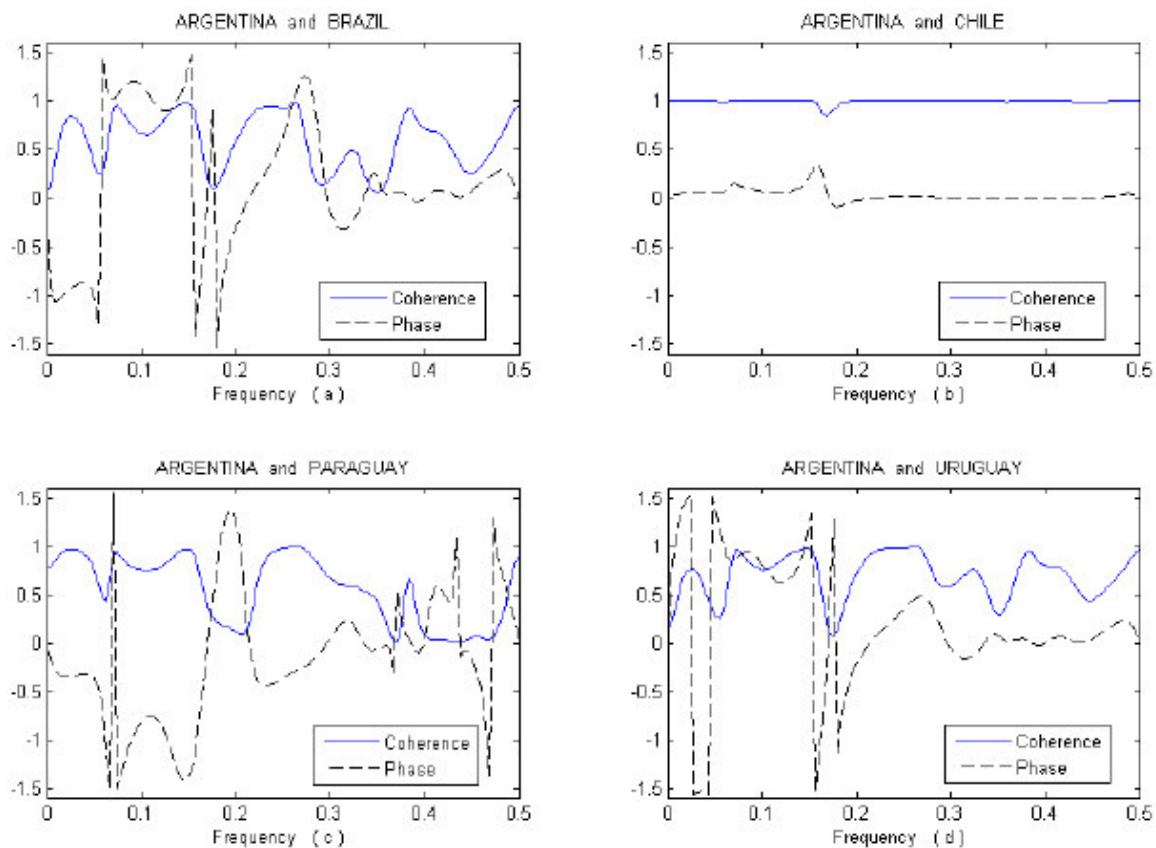 ARGENTINA and BRAZIL
1.5
1
0.5
0
-0.5
-1
-1.5
0 0.1 0.2 0.3 0.4 0.5
Frequency (a)
Coherence
Phase
ARGENTINA and CHILE
1.5
1
0.5
0
-0.5
-1
-1.5
0 0.1 0.2 0.3 0.4 0.5
Frequency (b)
Coherence
Phase
ARGENTINA and PARAGUAY
1.5
1
0.5
0
-0.5
-1
-1.5
0 0.1 0.2 0.3 0.4 0.5
Frequency (c)
Coherence
Phase
ARGENTINA and URUGUAY
1.5
1
0.5
0
-0.5
-1
-1.5
0 0.1 0.2 0.3 0.4 0.5
Frequency (d)
Coherence
Phase